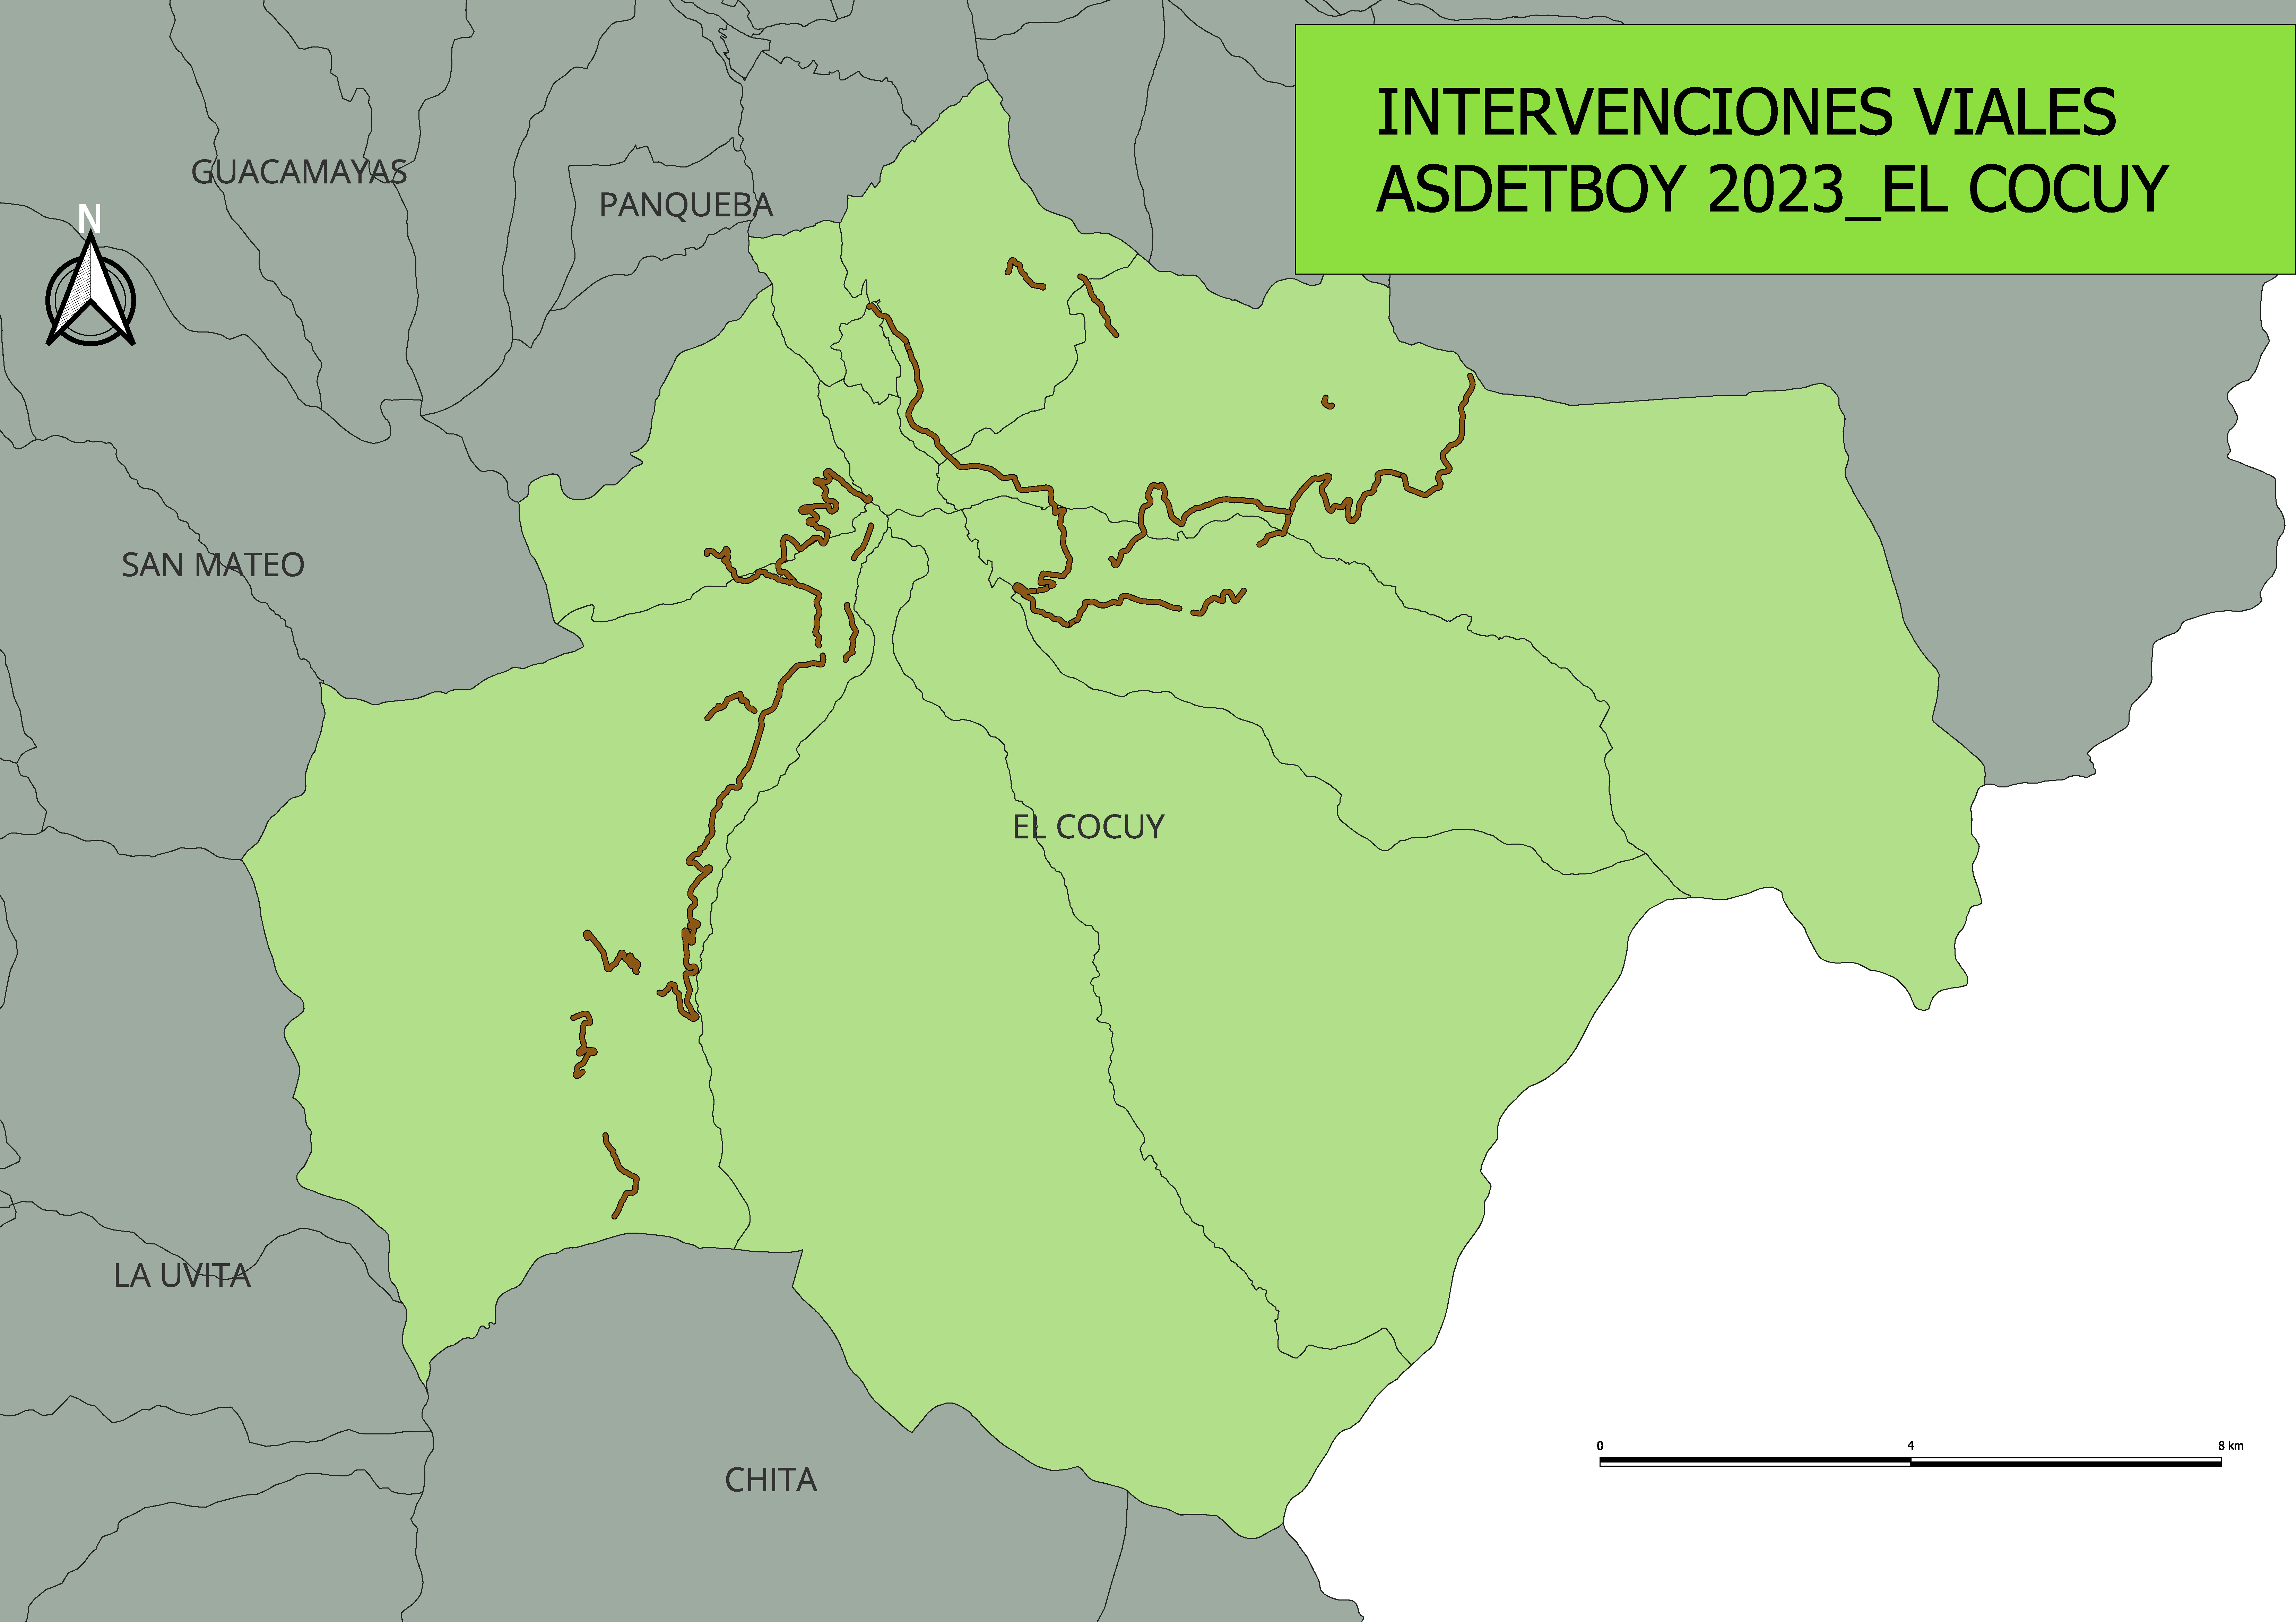 INTERVENCIONES VIALES
ASDETBOY 2023_EL COCUY
GUACAMAYAS
PANQUEBA
N
SAN MATEO
EL COCUY
LA UVITA
CHITA
0 4 8 km